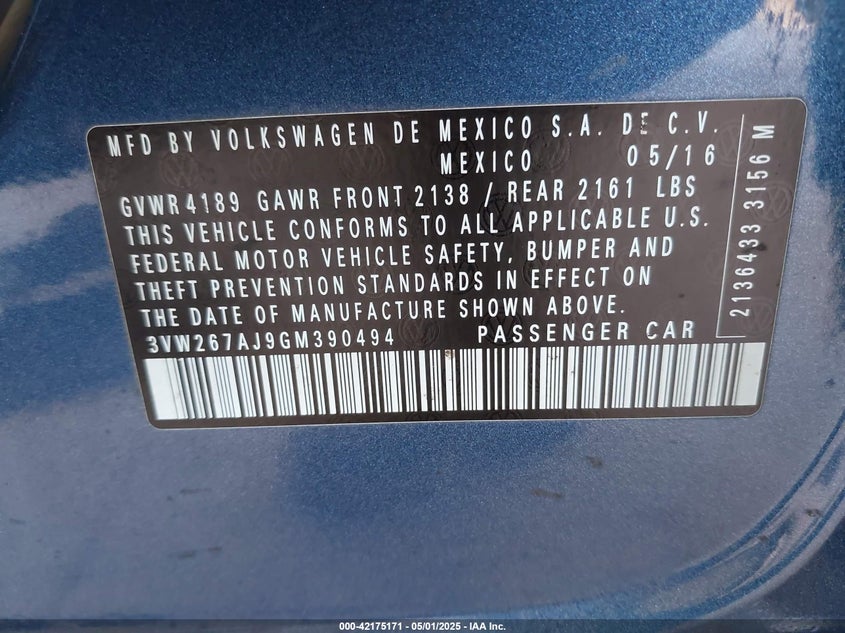 MFD BY VOLKSWAGEN DE MEXICO S.A. DE C.V.
MEXICO 05/16
GVWR 4189 GAWR FRONT 2138 / REAR 2161 LBS
THIS VEHICLE CONFORMS TO ALL APPLICABLE U.S.
FEDERAL MOTOR VEHICLE SAFETY, BUMPER AND
THEFT PREVENTION STANDARDS IN EFFECT ON
THE DATE OF MANUFACTURE SHOWN ABOVE.
3VW267AJ9GM390494 PASSENGER CAR
2136433 3156 M
000-42175171 - 05/01/2025 - IAA Inc.